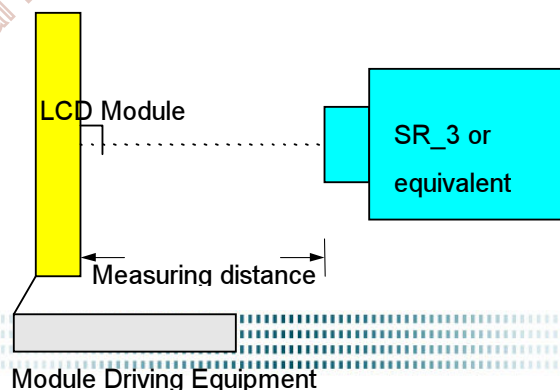 LCD Module
SR_3 or
equivalent
Measuring distance
Module Driving Equipment